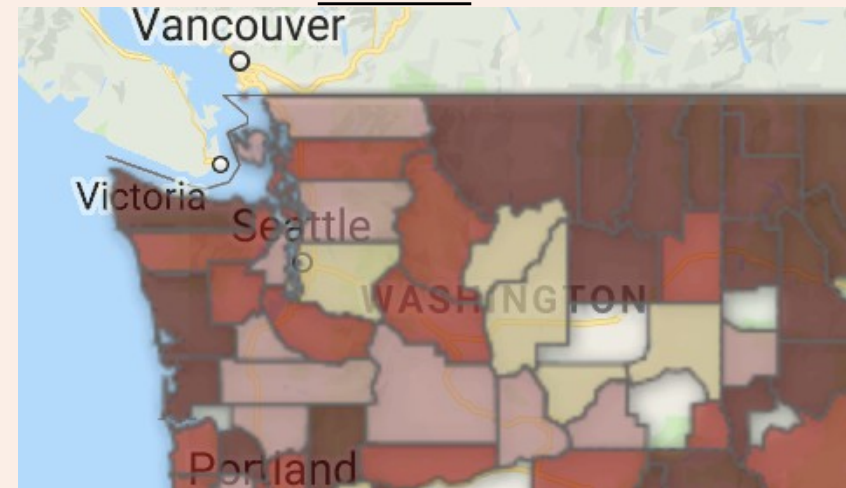 Vancouver
Victoria
Seattle
WASHINGTON
Portland